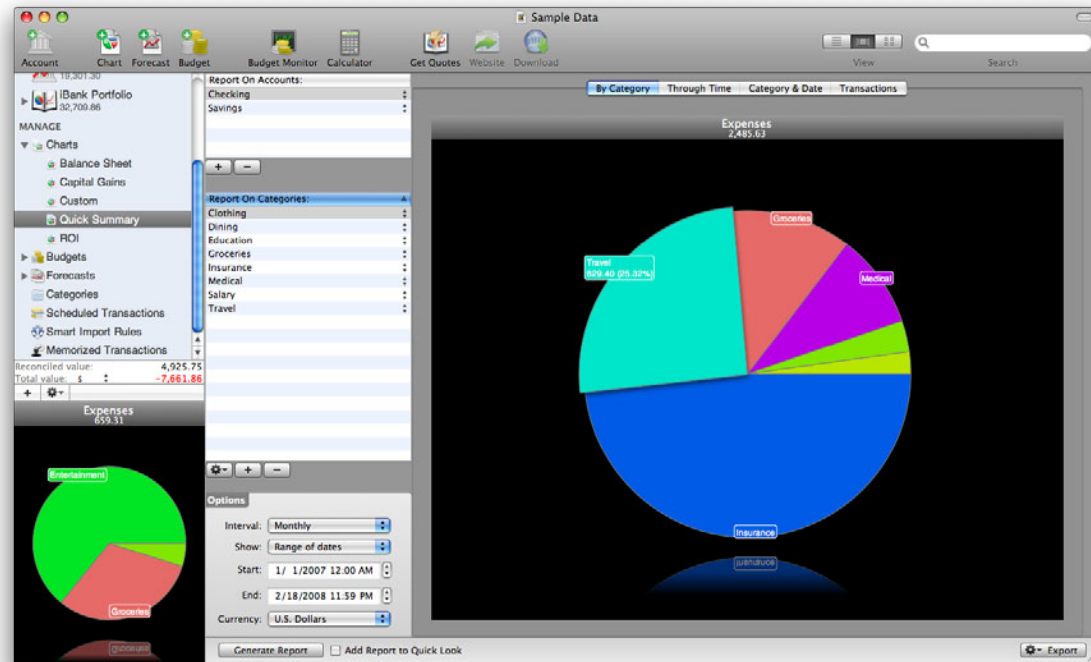 Sample Data
Account
Chart
Forecast
Budget
Budget Monitor
Calculator
Get Quotes
Website
Download
View
Search
19,301.30
iBank Portfolio
32,709.86
MANAGE
Charts
Balance Sheet
Capital Gains
Custom
Quick Summary
ROI
Budgets
Forecasts
Categories
Scheduled Transactions
Smart Import Rules
Memorized Transactions
Reconciled value: 4,925.75
Total value: $ -7,661.86
Expenses
659.31
Entertainment
Groceries
Report On Accounts:
Checking
Savings
Report On Categories:
Clothing
Dining
Education
Groceries
Insurance
Medical
Salary
Travel
Options
Interval: Monthly
Show: Range of dates
Start: 1/ 1/2007 12:00 AM
End: 2/18/2008 11:59 PM
Currency: U.S. Dollars
Generate Report
Add Report to Quick Look
By Category
Through Time
Category & Date
Transactions
Expenses
2,485.63
Groceries
Travel
629.40 (25.32%)
Medical
Insurance
Export